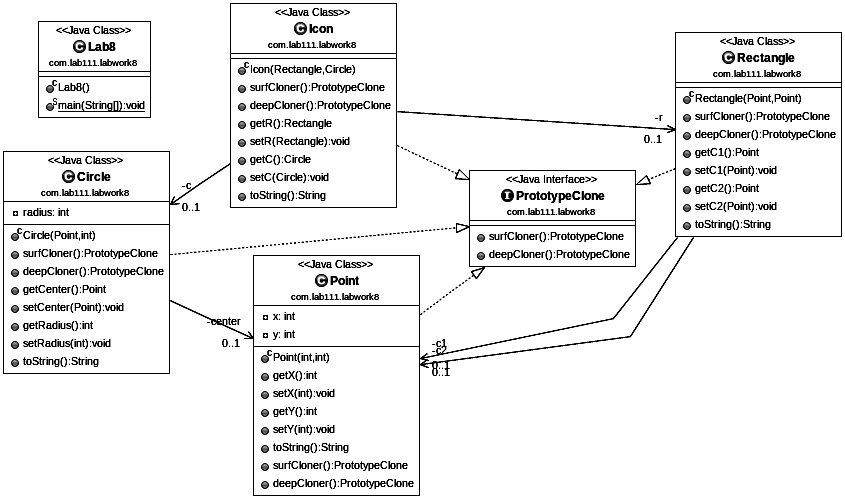 <<Java Class>>
C Lab8
com.lab111.labwork8
Lab8()
main(String[]):void
<<Java Class>>
C Icon
com.lab111.labwork8
Icon(Rectangle,Circle)
surfCloner():PrototypeClone
deepCloner():PrototypeClone
getR():Rectangle
setR(Rectangle):void
getC():Circle
setC(Circle):void
toString():String
<<Java Class>>
C Rectangle
com.lab111.labwork8
Rectangle(Point,Point)
surfCloner():PrototypeClone
deepCloner():PrototypeClone
getC1():Point
setC1(Point):void
getC2():Point
setC2(Point):void
toString():String
-r
0..1
-c
0..1
<<Java Class>>
C Circle
com.lab111.labwork8
radius: int
Circle(Point,int)
surfCloner():PrototypeClone
deepCloner():PrototypeClone
getCenter():Point
setCenter(Point):void
getRadius():int
setRadius(int):void
toString():String
<<Java Interface>>
I PrototypeClone
com.lab111.labwork8
surfCloner():PrototypeClone
deepCloner():PrototypeClone
-center
0..1
<<Java Class>>
C Point
com.lab111.labwork8
x: int
y: int
Point(int,int)
getX():int
setX(int):void
getY():int
setY(int):void
toString():String
surfCloner():PrototypeClone
deepCloner():PrototypeClone
-c1
-c2
0..1
0..1